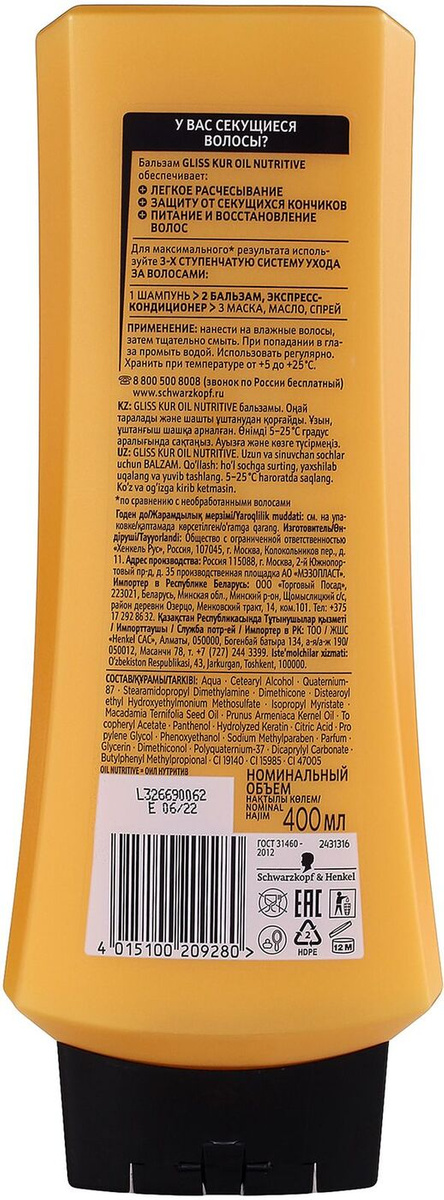 У ВАС СЕКУЩИЕСЯ
ВОЛОСЫ?
Бальзам GLISS KUR OIL NUTRITIVE
обеспечивает:
+ ЛЕГКОЕ РАСЧЕСЫВАНИЕ
+ ЗАЩИТУ ОТ СЕКУЩИХСЯ КОНЧИКОВ
+ ПИТАНИЕ И ВОССТАНОВЛЕНИЕ
ВОЛОС
Для максимального* результата исполь-
зуйте 3-Х СТУПЕНЧАТУЮ СИСТЕМУ УХОДА
ЗА ВОЛОСАМИ:
1 ШАМПУНЬ > 2 БАЛЬЗАМ, ЭКСПРЕСС-
КОНДИЦИОНЕР > 3 МАСКА, МАСЛО, СПРЕЙ
ПРИМЕНЕНИЕ: нанести на влажные волосы,
затем тщательно смыть. При попадании в гла-
за промыть водой. Использовать регулярно.
Хранить при температуре от +5 до +25°C.
8 800 500 8008 (звонок по России бесплатный)
www.schwarzkopf.ru
KZ: GLISS KUR OIL NUTRITIVE бальзамы. Оңай
таралады және шашты ұштанудан қорғайды. Ұзын,
ұштанғыш шашқа арналған. Өнімді 5–25°C градус
аралығында сақтаңыз. Ауызға және көзге түсірмеңіз.
UZ: GLISS KUR OIL NUTRITIVE. Uzun va sinuvchan sochlar
uchun BALZAM. Qo'llash: ho'l sochga surting, yaxshilab
uqalang va yuvib tashlang. 5–25°C haroratda saqlang.
Ko'z va og'izga kirib ketmasin.
*по сравнению с необработанными волосами
Годен до/Жарамдылық мерзімі/Yaroqlilik muddati: см. на упа-
ковке/қаптамада көрсетілген/o'ramga qarang. Изготовитель/Өн-
діруші/Tayyorlandi: Общество с ограниченной ответственностью
«Хенкель Рус», Россия, 107045, г. Москва, Колокольников пер., д.
11. Адрес производства: Россия 115088, г. Москва, 2-й Южнопор-
товый пр-д, д. 35 производственная площадка АО «МЭЗОПЛАСТ».
Импортер в Республике Беларусь: ООО «Торговый Посад»,
223021, Беларусь, Минская обл., Минский р-он, Щомыслицкий с/с,
район деревни Озерцо, Менковский тракт, 14, ком.101. Тел: +375
17 292 86 32. Қазақстан Республикасында Тұтынушылар қызметі
/ Импорттаушы / Служба потр-ей / Импортер в РК: ТОО / ЖШС
«Henkel САС», Алматы, 050000, Богенбай батыра 134, а-я/а-ж 190/
050012, Масанчи 78, т. +7 (727) 244 3399. Iste'molchilar xizmati:
O'zbekiston Respublikasi, 43, Jarkurgan, Toshkent, 100000.
СОСТАВ/ҚҰРАМЫ/TARKIBI: Aqua · Cetearyl Alcohol · Quaternium-
87 · Stearamidopropyl Dimethylamine · Dimethicone · Distearoyl
ethyl Hydroxyethylmonium Methosulfate · Isopropyl Myristate ·
Macadamia Ternifolia Seed Oil · Prunus Armeniaca Kernel Oil · To
copheryl Acetate · Panthenol · Hydrolyzed Keratin · Citric Acid · Pro
pylene Glycol · Phenoxyethanol · Sodium Methylparaben · Parfum ·
Glycerin · Dimethiconol · Polyquaternium-37 · Dicaprylyl Carbonate ·
Butylphenyl Methylpropional · CI 19140 · CI 15985 · CI 47005
OIL NUTRITIVE = ОИЛ НУТРИТИВ
НОМИНАЛЬНЫЙ
ОБЪЕМ
НАҚТЫЛЫ КӨЛЕМ/
NOMINAL
HAJIM 400 МЛ
L326690062
E 06/22
4 015100 209280 >
ГОСТ 31460 -
2012
2431316
Schwarzkopf & Henkel
EAC
2
HDPE
12 M